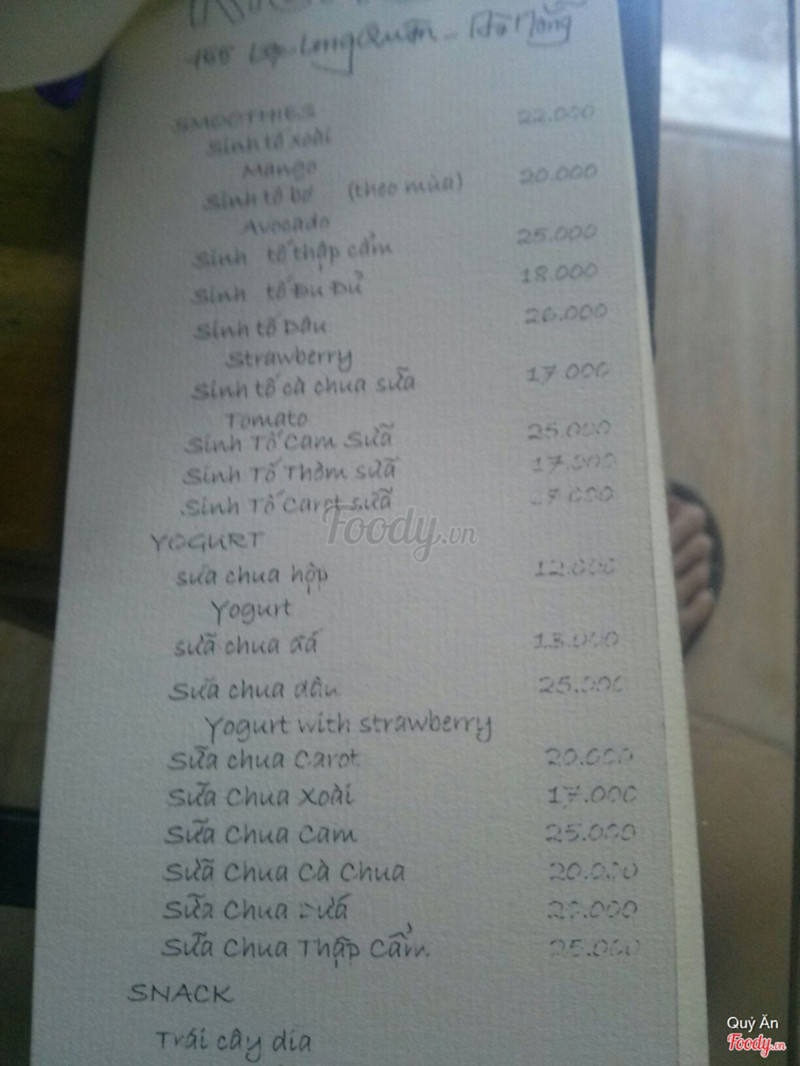 Lạc Long Quân - Đà Nẵng
SMOOTHIES
Sinh tố xoài 22.000
Mango
Sinh tố bơ (theo mùa) 20.000
Avocado
Sinh tố thập cẩm 25.000
Sinh tố Đu Đủ 18.000
Sinh tố Dâu 26.000
Strawberry
Sinh tố cà chua sữa 17.000
Tomato
Sinh Tố Cam Sữa 25.000
Sinh Tố Thơm sữa 17.000
Sinh Tố Carot sữa
Foody.vn
YOGURT
sữa chua hộp 12.000
Yogurt
sữa chua đá 13.000
Sữa chua dâu 25.000
Yogurt with strawberry
Sữa chua Carot 20.000
Sữa Chua Xoài 17.000
Sữa Chua Cam 25.000
Sữa Chua Cà Chua 20.000
Sữa Chua
Sữa Chua Thập Cẩm 25.000
SNACK
Trái cây dĩa
Quỷ Ăn
Foody.vn